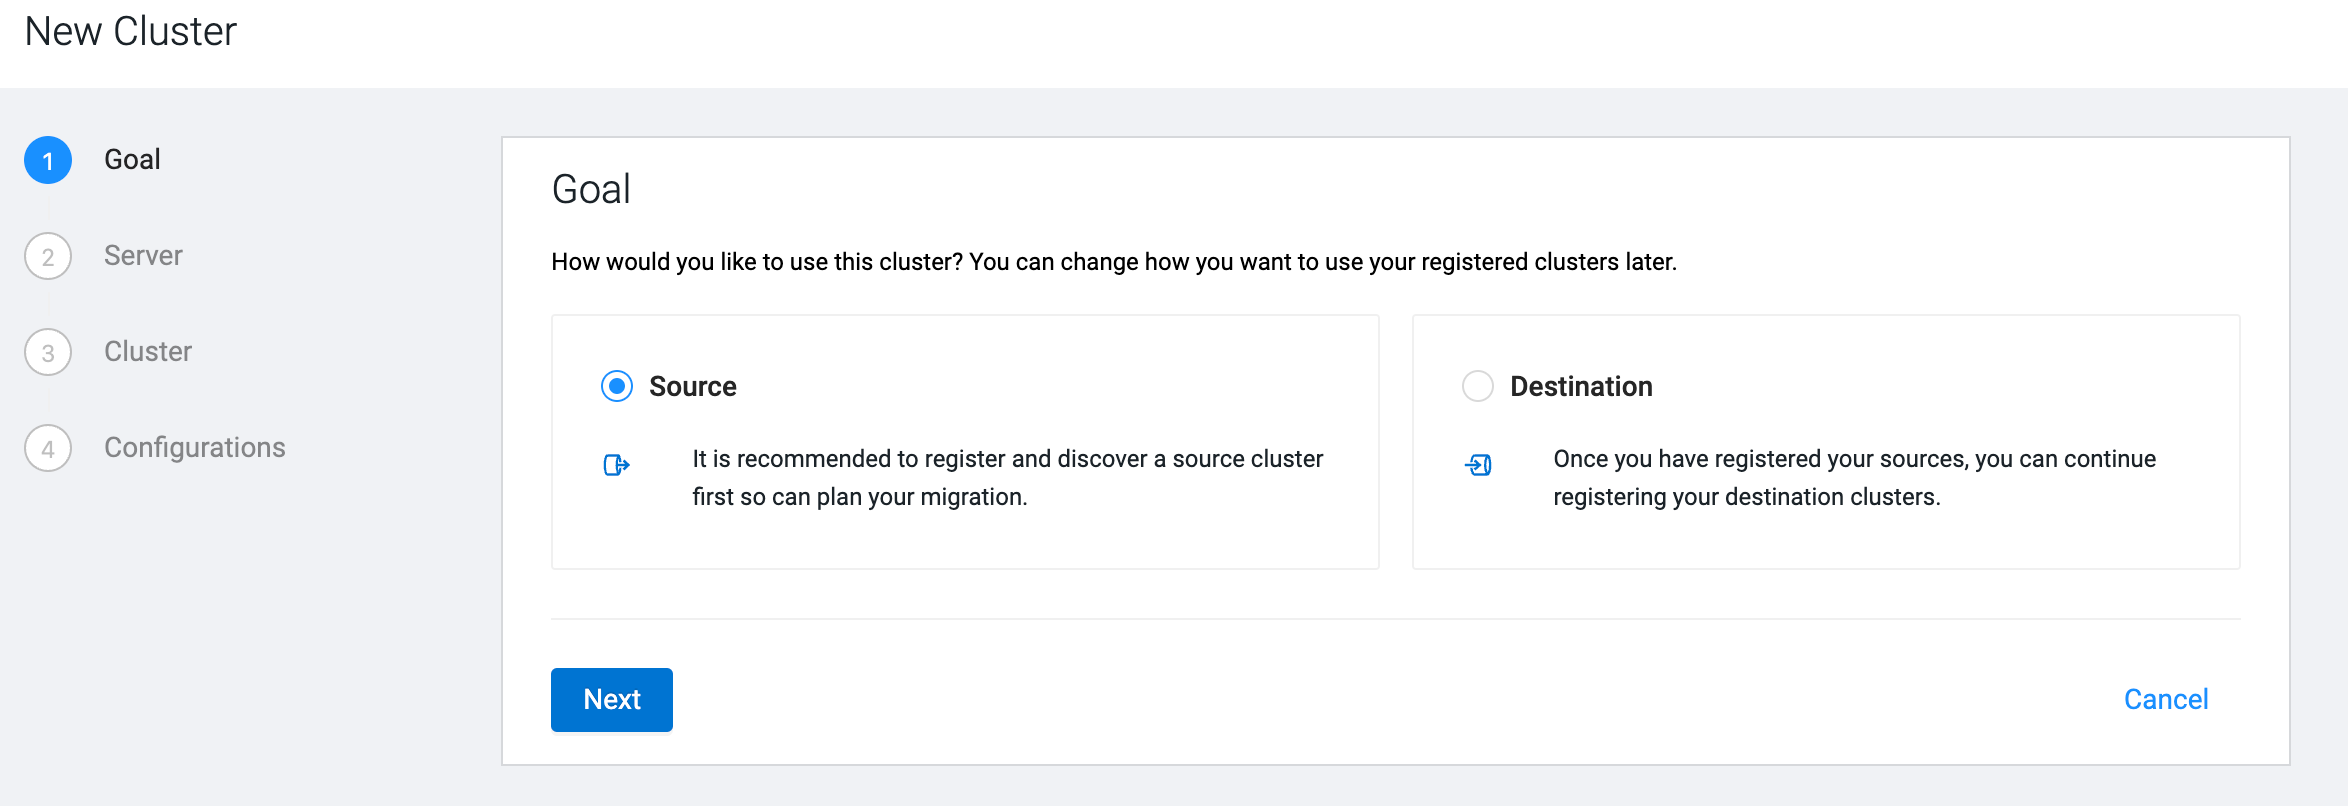 New Cluster
1 Goal
2 Server
3 Cluster
4 Configurations
Goal
How would you like to use this cluster? You can change how you want to use your registered clusters later.
Source
It is recommended to register and discover a source cluster
first so can plan your migration.
Destination
Once you have registered your sources, you can continue
registering your destination clusters.
Next
Cancel